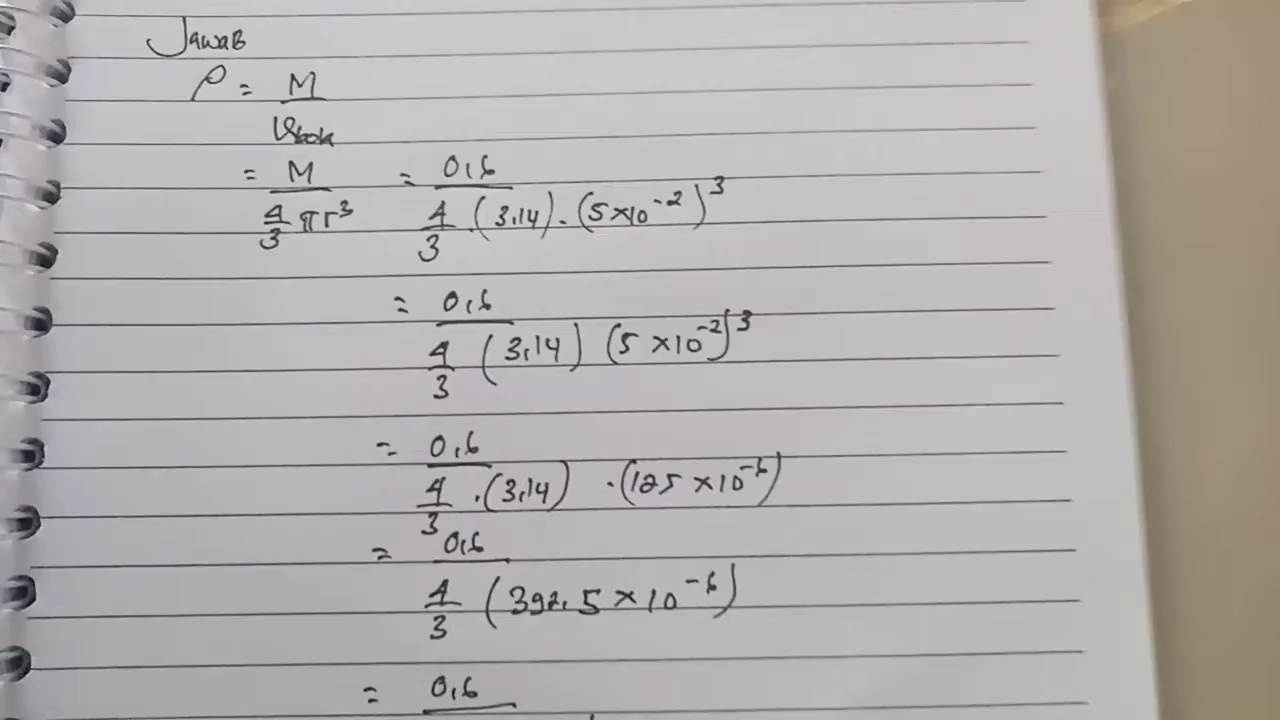 Jawab
ρ = M / Vbola
= M / (4/3 πr³) = 0,6 / (4/3 . (3,14) . (5×10⁻²)³)
= 0,6 / (4/3 (3,14) (5×10⁻²)³)
= 0,6 / (4/3 . (3,14) . (125×10⁻⁶))
= 0,6 / (4/3 (392,5×10⁻⁶))
= 0,6